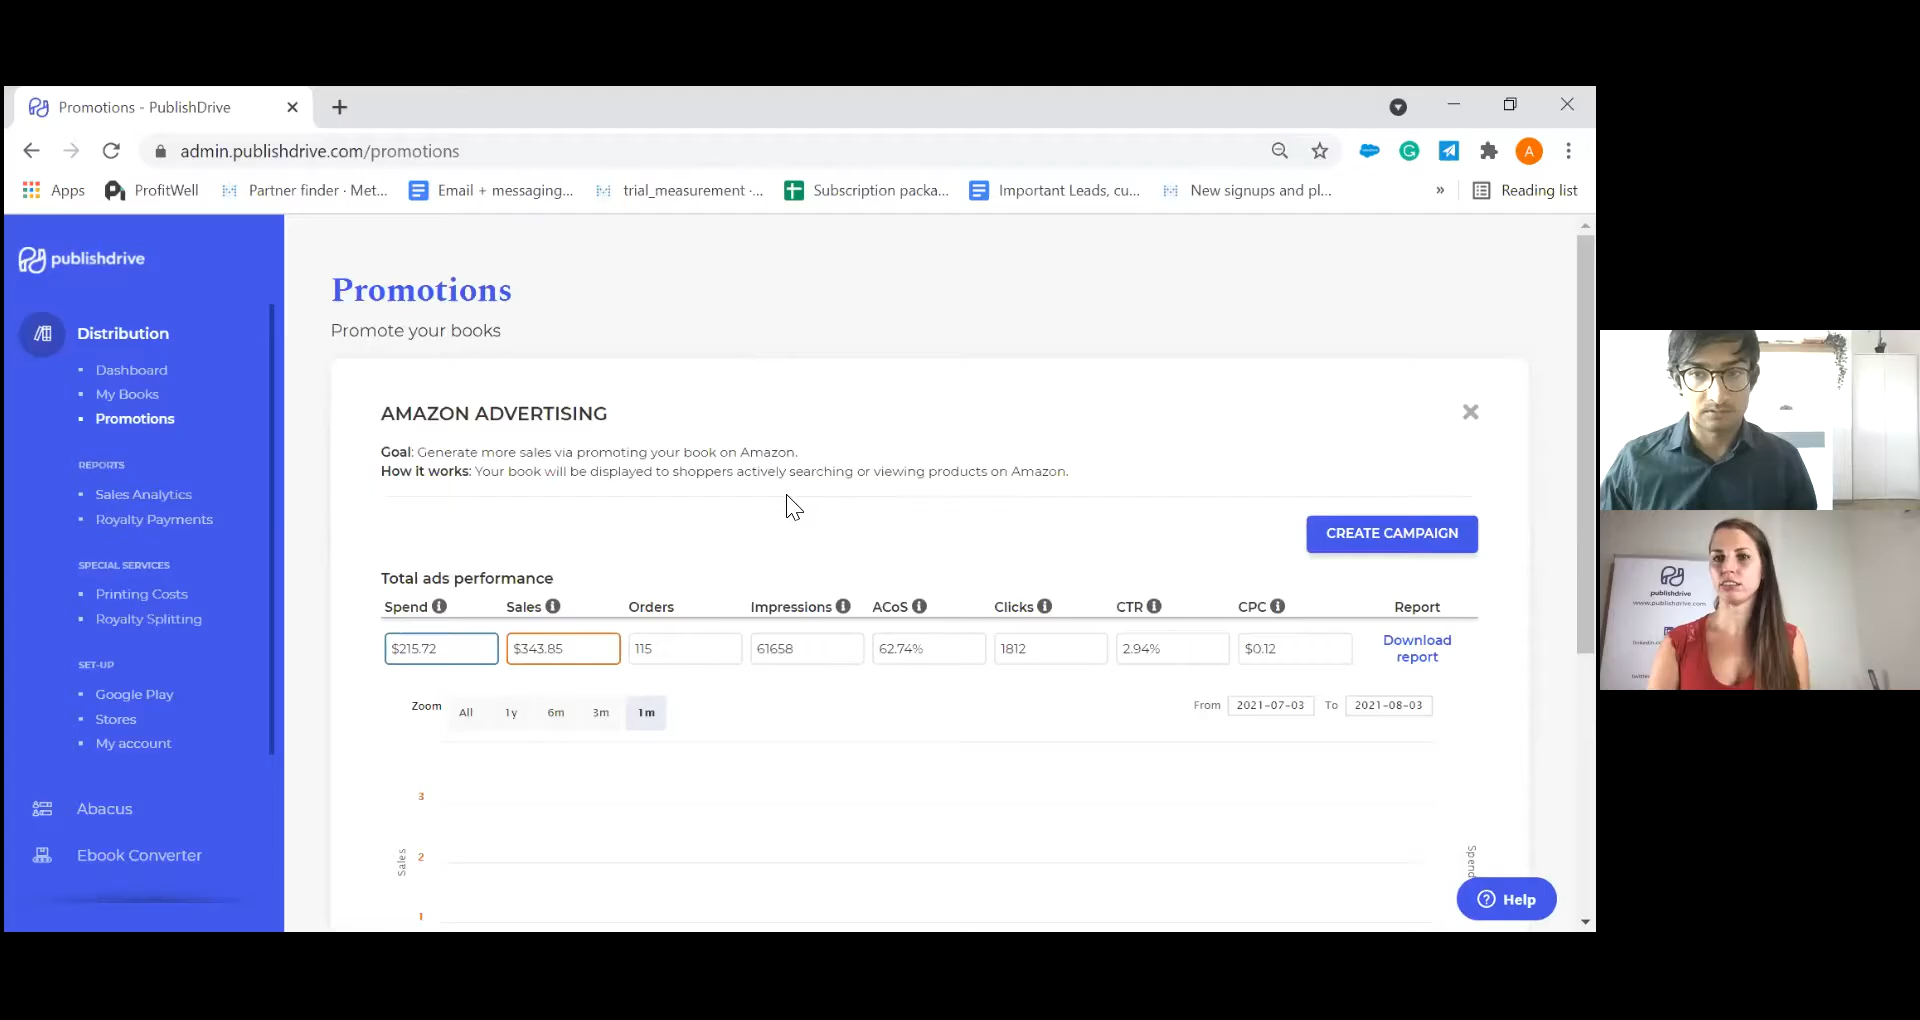 Promotions - PublishDrive
admin.publishdrive.com/promotions
A
Apps
ProfitWell
Partner finder · Met...
Email + messaging...
trial_measurement ·...
Subscription packa...
Important Leads, cu...
New signups and pl...
»
Reading list
publishdrive
Distribution
Dashboard
My Books
Promotions
REPORTS
Sales Analytics
Royalty Payments
SPECIAL SERVICES
Printing Costs
Royalty Splitting
SET-UP
Google Play
Stores
My account
Abacus
Ebook Converter
Promotions
Promote your books
AMAZON ADVERTISING
Goal: Generate more sales via promoting your book on Amazon.
How it works: Your book will be displayed to shoppers actively searching or viewing products on Amazon.
CREATE CAMPAIGN
Total ads performance
Spend Sales Orders Impressions ACoS Clicks CTR CPC Report
$215.72 $343.85 115 61658 62.74% 1812 2.94% $0.12 Download
report
Zoom All 1y 6m 3m 1m From 2021-07-03 To 2021-08-03
3
2
1
Sales
Spend
Help
publishdrive
www.publishdrive.com